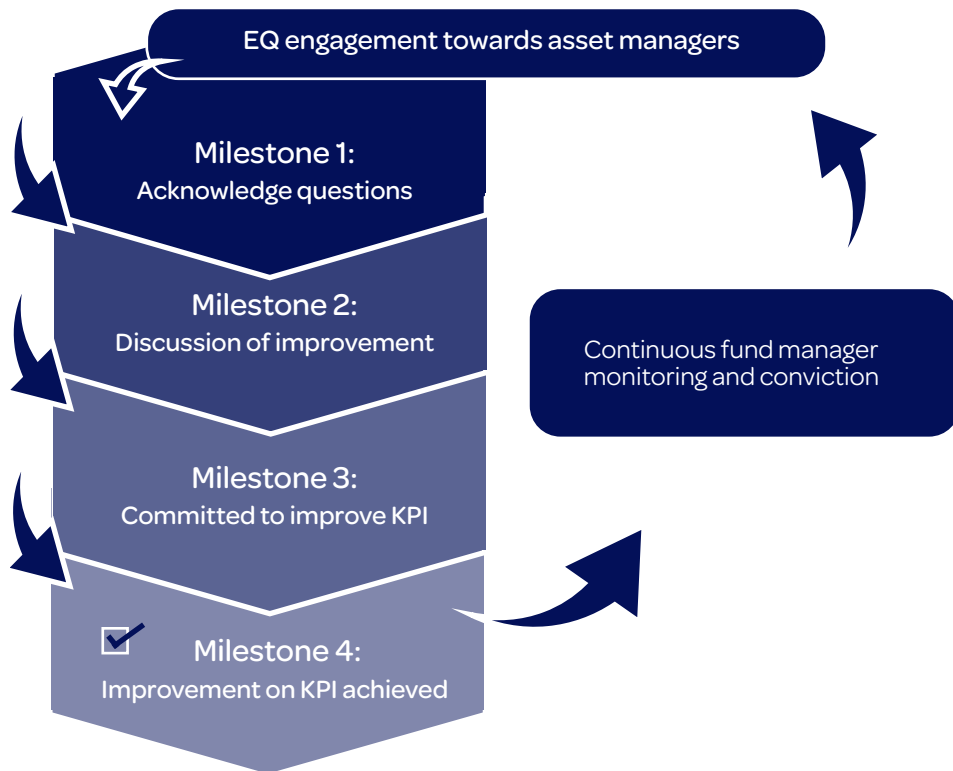 EQ engagement towards asset managers
Milestone 1:
Acknowledge questions
Milestone 2:
Discussion of improvement
Milestone 3:
Committed to improve KPI
Milestone 4:
Improvement on KPI achieved
Continuous fund manager
monitoring and conviction